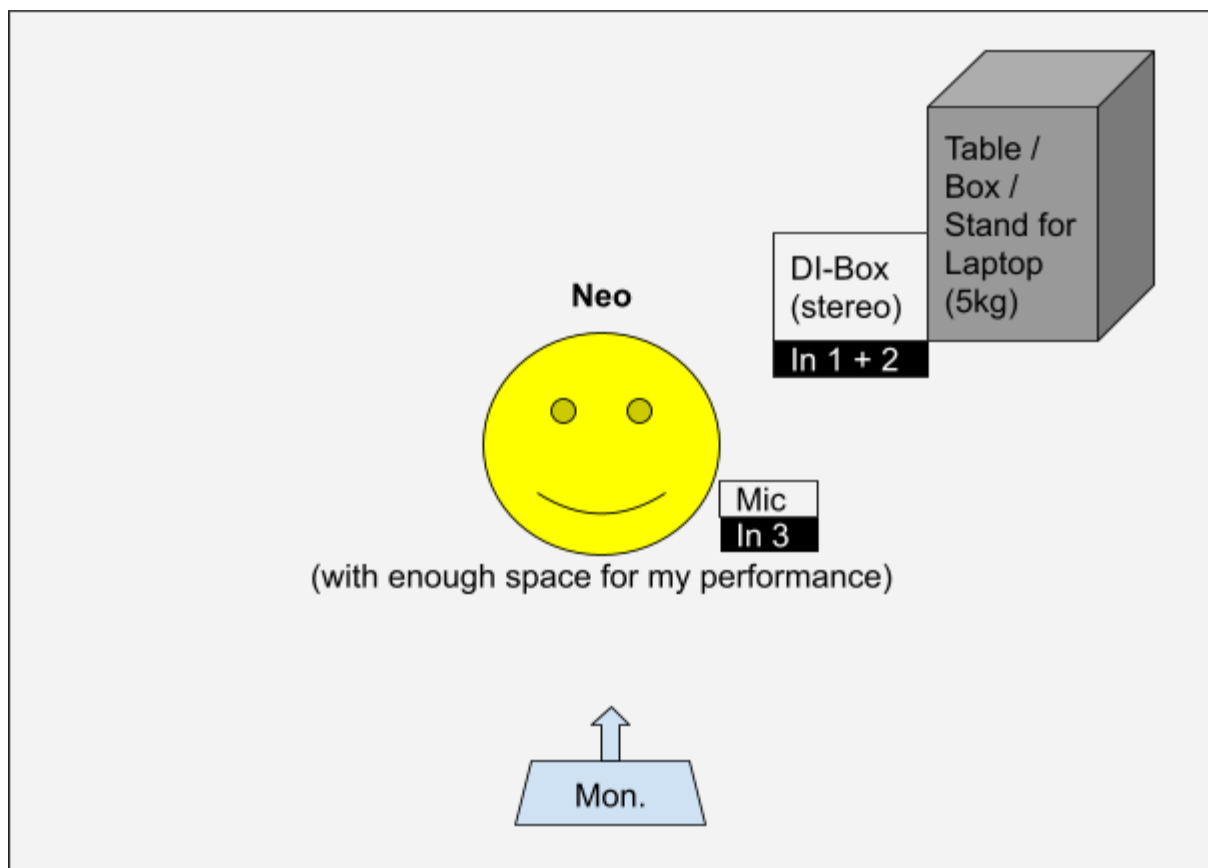 Table /
Box /
Stand for
Laptop
(5kg)
DI-Box
(stereo)
In 1 + 2
Neo
Mic
In 3
(with enough space for my performance)
Mon.